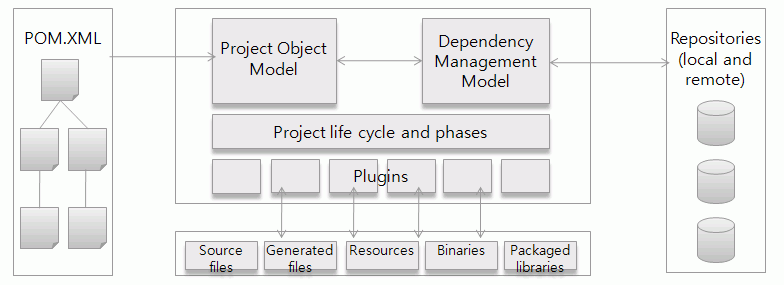 POM.XML
Project Object
Model
Dependency
Management
Model
Repositories
(local and
remote)
Project life cycle and phases
Plugins
Source
files
Generated
files
Resources
Binaries
Packaged
libraries